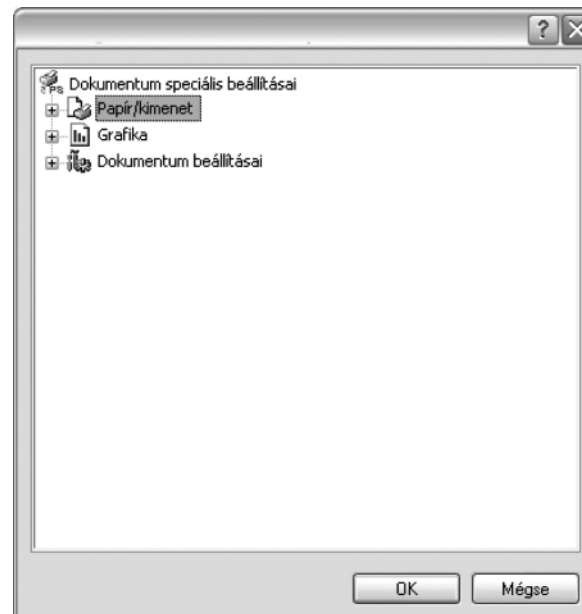 Dokumentum speciális beállításai
Papír/kimenet
Grafika
Dokumentum beállításai
OK
Mégse